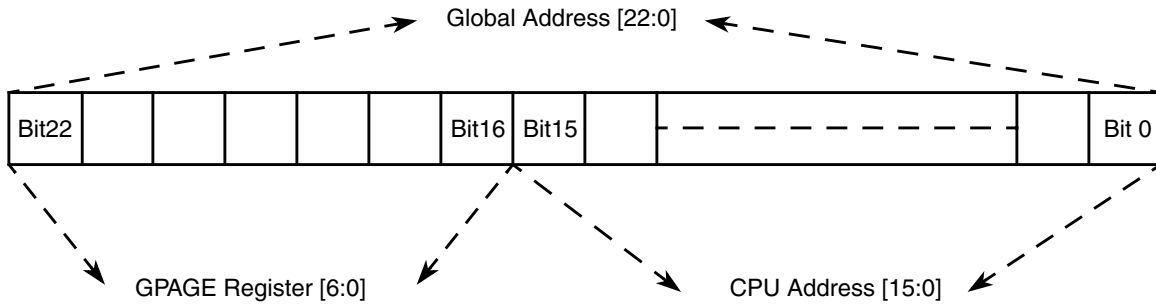 Global Address [22:0]
Bit22 Bit16 Bit15 Bit 0
GPAGE Register [6:0] CPU Address [15:0]